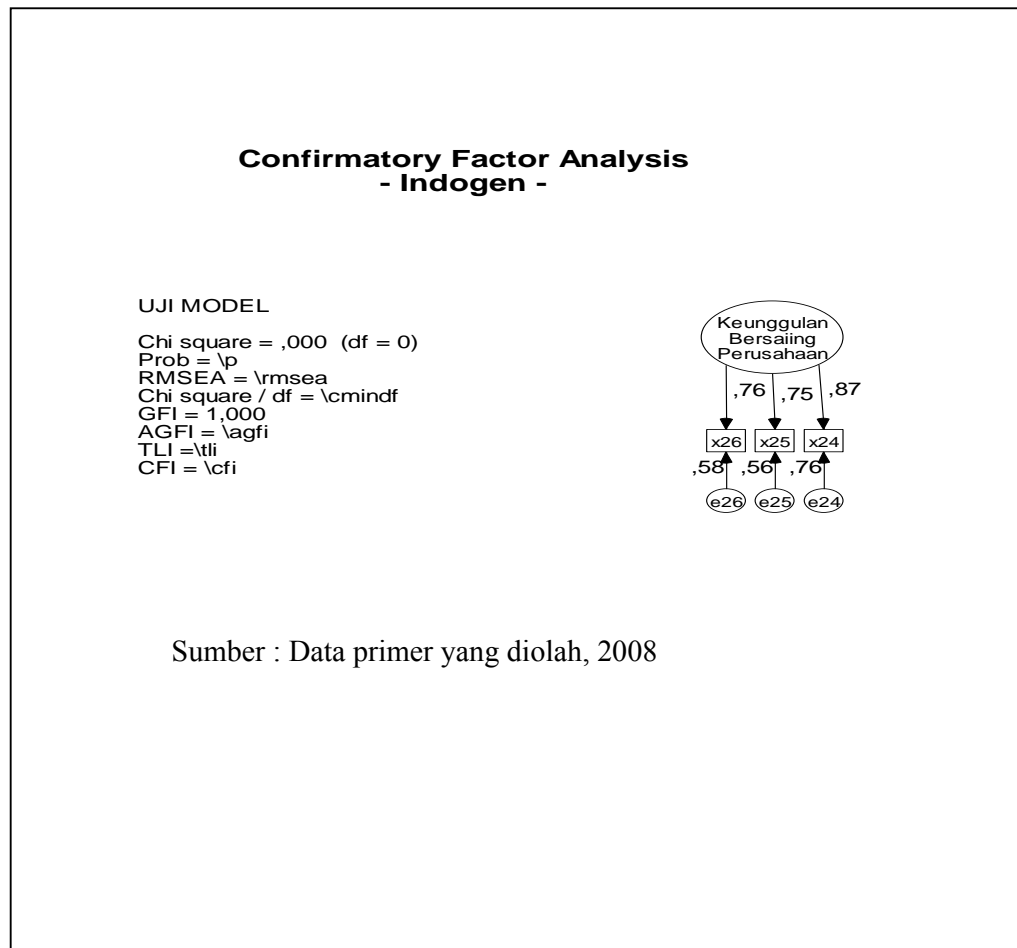 Confirmatory Factor Analysis
- Indogen -
UJI MODEL
Chi square = ,000 (df = 0)
Prob = \p
RMSEA = \rmsea
Chi square / df = \cmindf
GFI = 1,000
AGFI = \agfi
TLI =\tli
CFI = \cfi
Keunggulan
Bersaiing
Perusahaan
,76 ,75 ,87
x26 x25 x24
,58 ,56 ,76
e26 e25 e24
Sumber : Data primer yang diolah, 2008